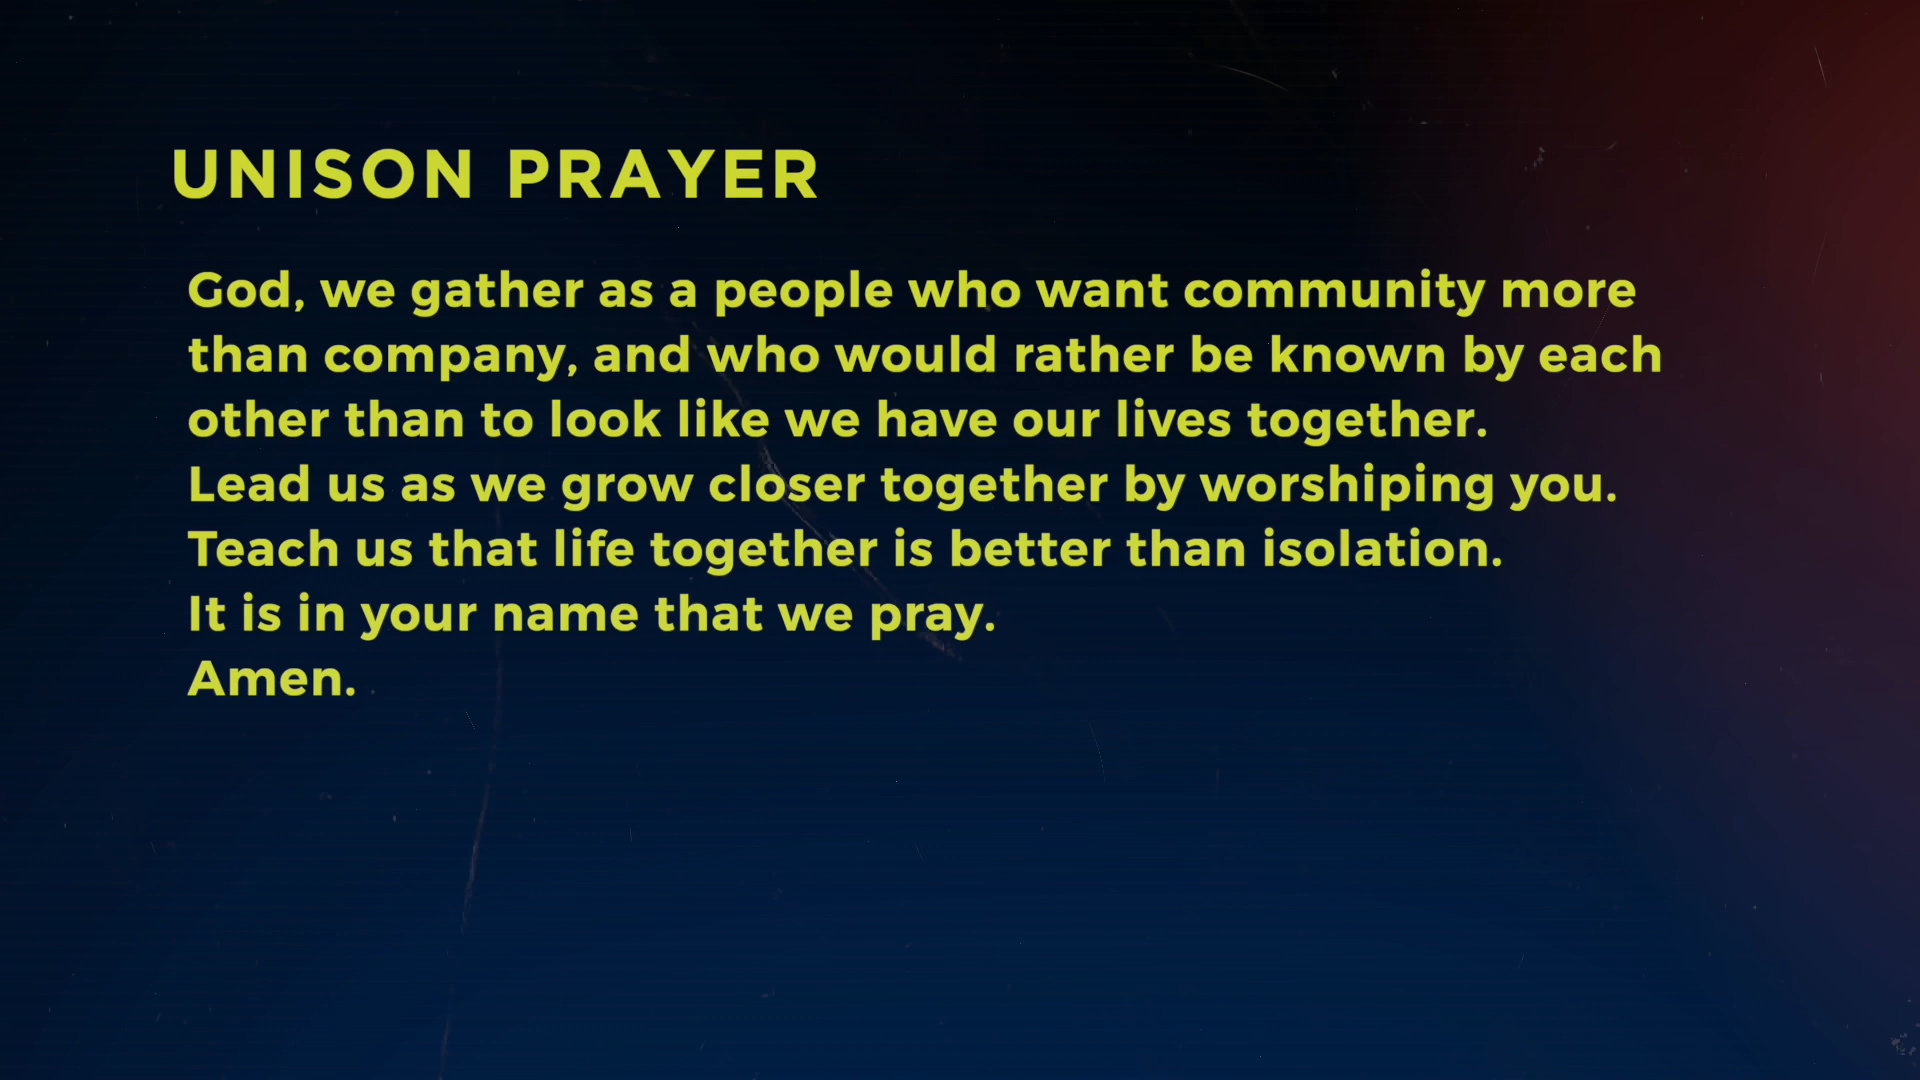 UNISON PRAYER
God, we gather as a people who want community more
than company, and who would rather be known by each
other than to look like we have our lives together.
Lead us as we grow closer together by worshiping you.
Teach us that life together is better than isolation.
It is in your name that we pray.
Amen.